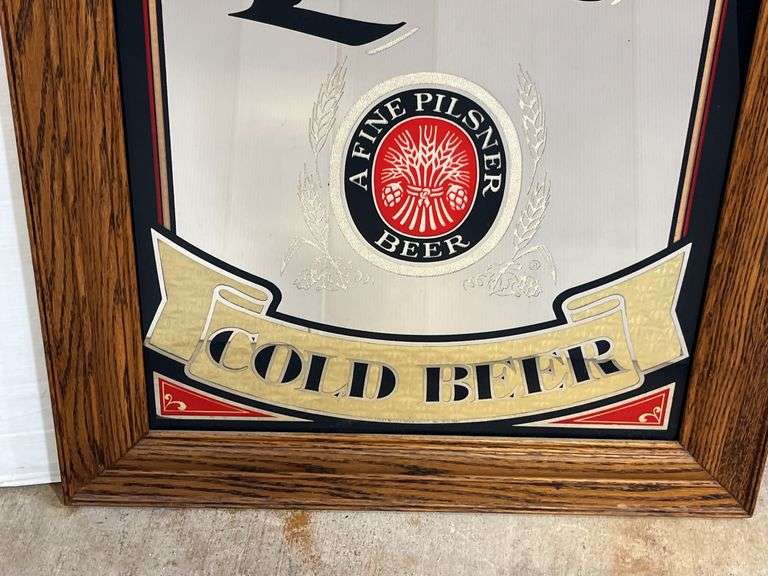 A FINE PILSNER
BEER
®
COLD BEER